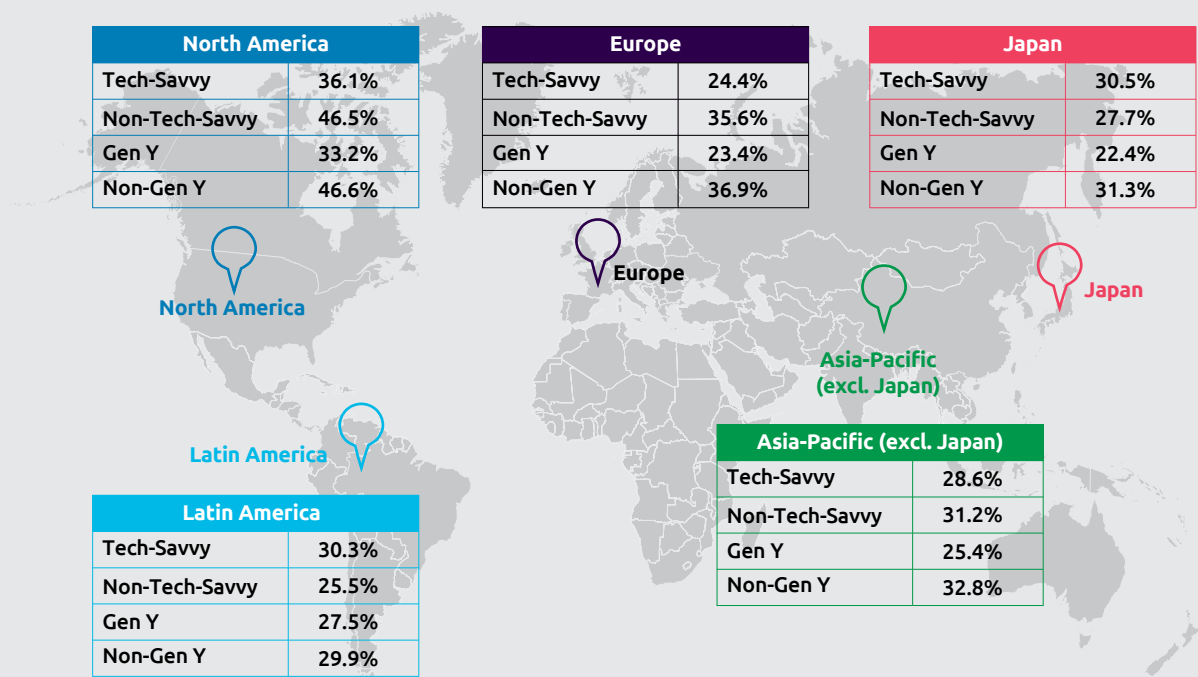 North America
Tech-Savvy 36.1%
Non-Tech-Savvy 46.5%
Gen Y 33.2%
Non-Gen Y 46.6%
Europe
Tech-Savvy 24.4%
Non-Tech-Savvy 35.6%
Gen Y 23.4%
Non-Gen Y 36.9%
Japan
Tech-Savvy 30.5%
Non-Tech-Savvy 27.7%
Gen Y 22.4%
Non-Gen Y 31.3%
North America
Europe
Japan
Asia-Pacific
(excl. Japan)
Latin America
Asia-Pacific (excl. Japan)
Tech-Savvy 28.6%
Non-Tech-Savvy 31.2%
Gen Y 25.4%
Non-Gen Y 32.8%
Latin America
Tech-Savvy 30.3%
Non-Tech-Savvy 25.5%
Gen Y 27.5%
Non-Gen Y 29.9%